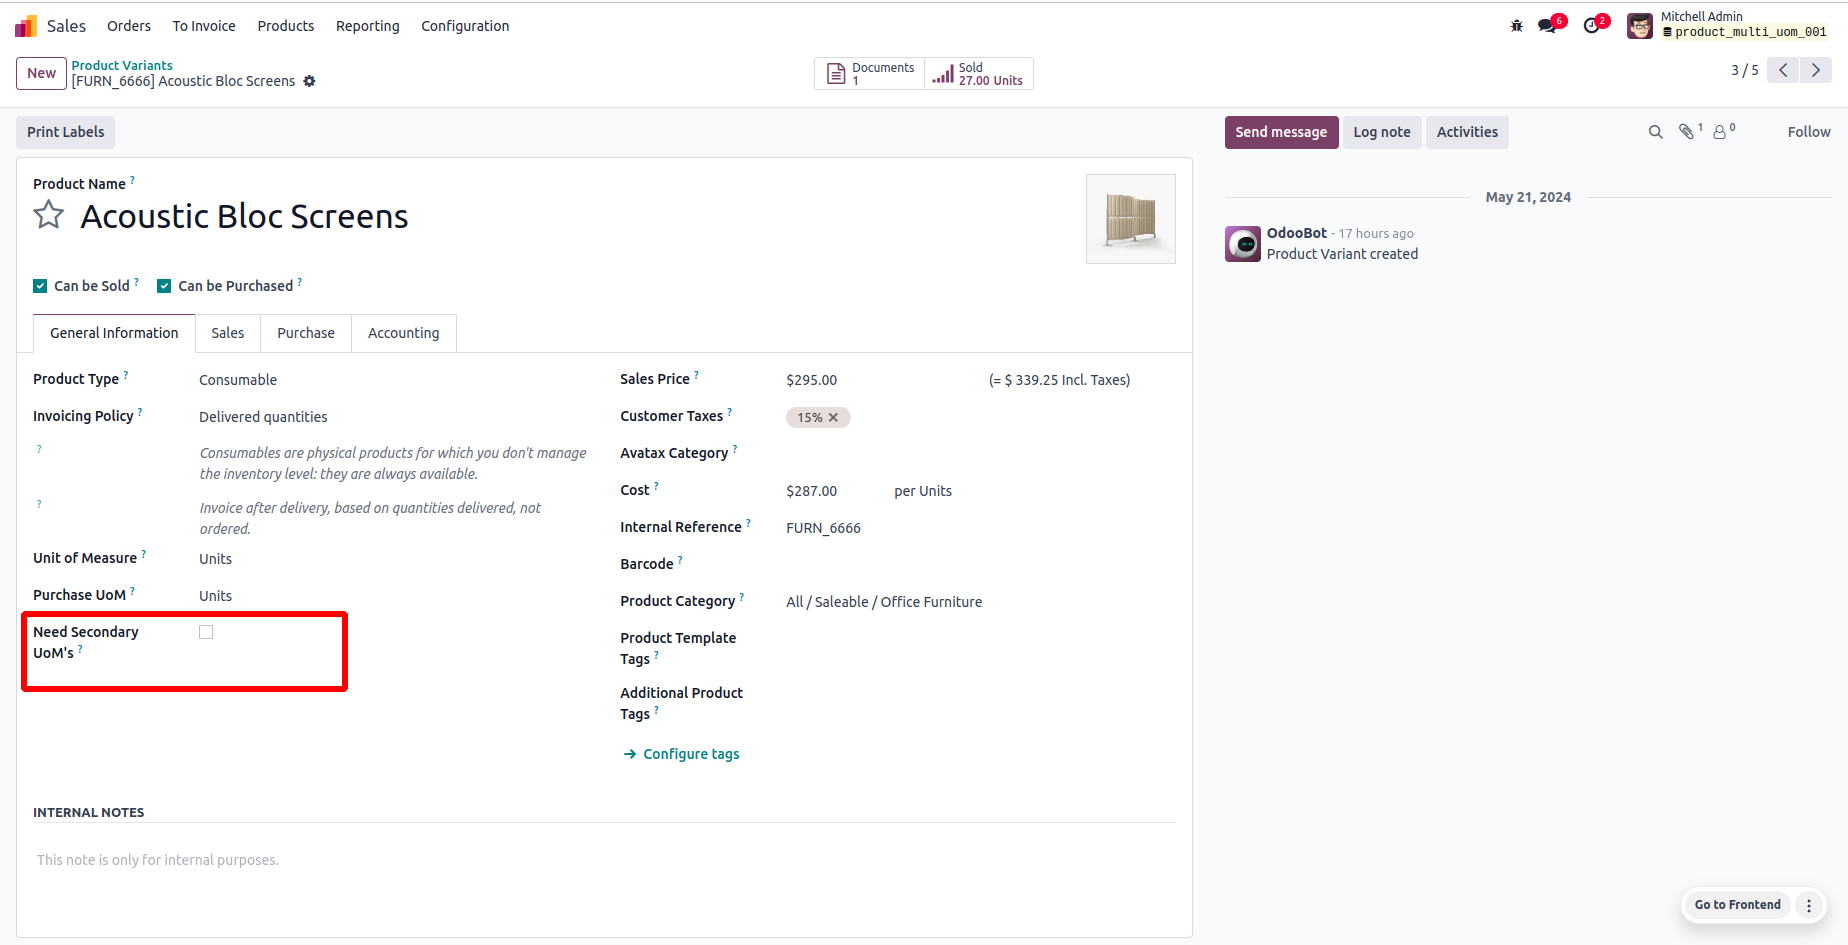 Sales Orders To Invoice Products Reporting Configuration
6 2 Mitchell Admin
product_multi_uom_001
New Product Variants
[FURN_6666] Acoustic Bloc Screens
Documents
1
Sold
27.00 Units
3 / 5
Print Labels
Send message Log note Activities 1 0 Follow
Product Name ?
Acoustic Bloc Screens
Can be Sold ? Can be Purchased ?
General Information Sales Purchase Accounting
Product Type ? Consumable
Invoicing Policy ? Delivered quantities
? Consumables are physical products for which you don't manage
the inventory level: they are always available.
? Invoice after delivery, based on quantities delivered, not
ordered.
Unit of Measure ? Units
Purchase UoM ? Units
Need Secondary
UoM's ?
Sales Price ? $295.00 (= $ 339.25 Incl. Taxes)
Customer Taxes ? 15% ✕
Avatax Category ?
Cost ? $287.00 per Units
Internal Reference ? FURN_6666
Barcode ?
Product Category ? All / Saleable / Office Furniture
Product Template
Tags ?
Additional Product
Tags ?
→ Configure tags
INTERNAL NOTES
This note is only for internal purposes.
May 21, 2024
OdooBot - 17 hours ago
Product Variant created
Go to Frontend